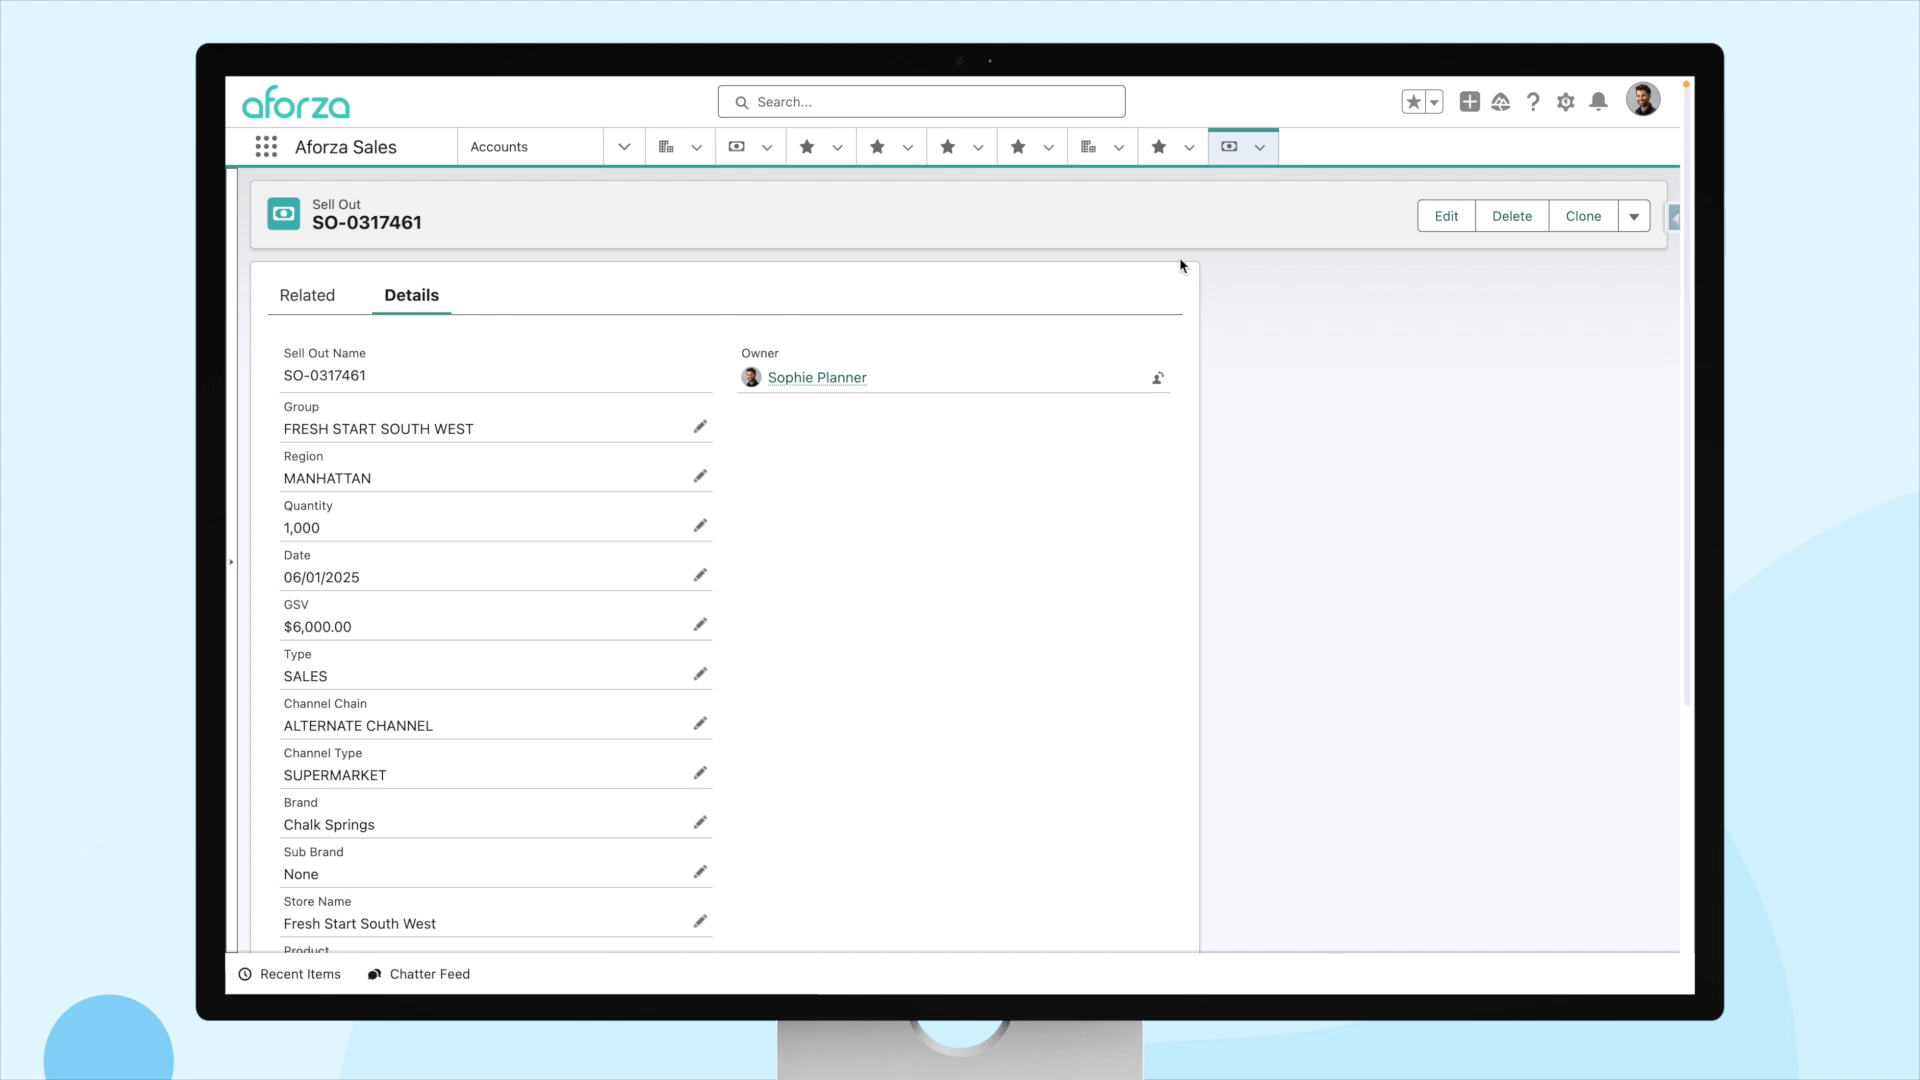 aforza
Search...
Aforza Sales
Accounts
Sell Out
SO-0317461
Edit
Delete
Clone
Related
Details
Sell Out Name
SO-0317461
Owner
Sophie Planner
Group
FRESH START SOUTH WEST
Region
MANHATTAN
Quantity
1,000
Date
06/01/2025
GSV
$6,000.00
Type
SALES
Channel Chain
ALTERNATE CHANNEL
Channel Type
SUPERMARKET
Brand
Chalk Springs
Sub Brand
None
Store Name
Fresh Start South West
Product
Recent Items
Chatter Feed